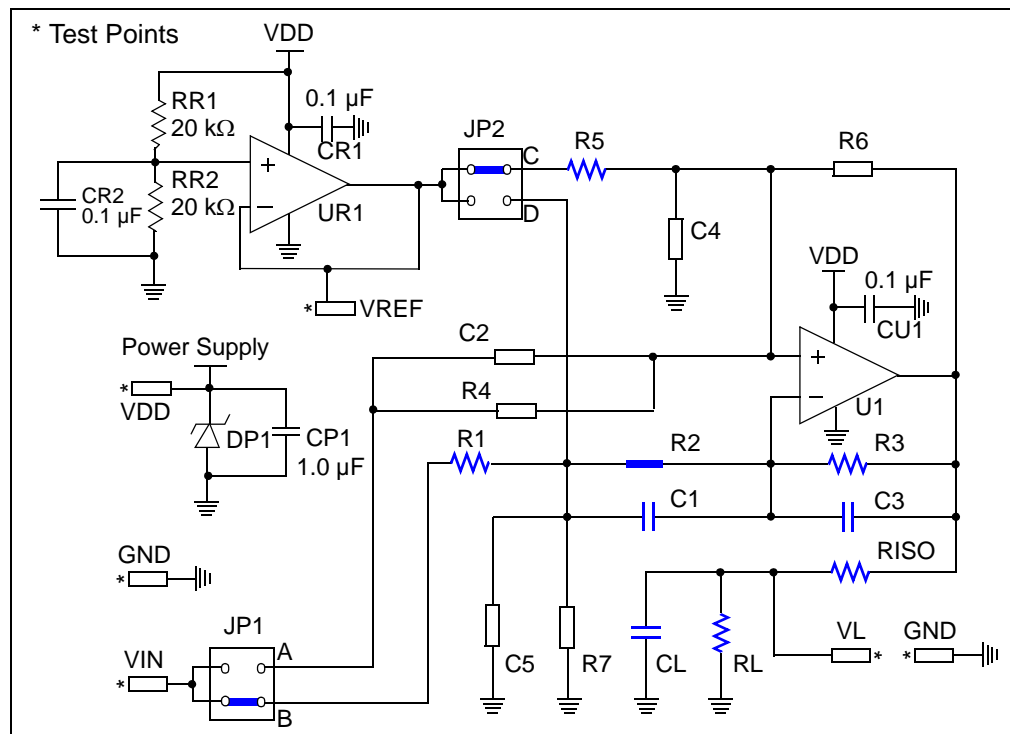 * Test Points
VDD
RR1
20 kΩ
0.1 µF
CR1
JP2
C
R5
R6
+
CR2
0.1 µF
RR2
20 kΩ
−
UR1
D
C4
VDD
0.1 µF
CU1
* VREF
C2
+
Power Supply
* VDD
R4
−
U1
DP1
CP1
1.0 µF
R1
R2
R3
C1
C3
GND
*
RISO
JP1
A
VIN
*
B
C5
R7
CL
RL
VL
*
GND
*